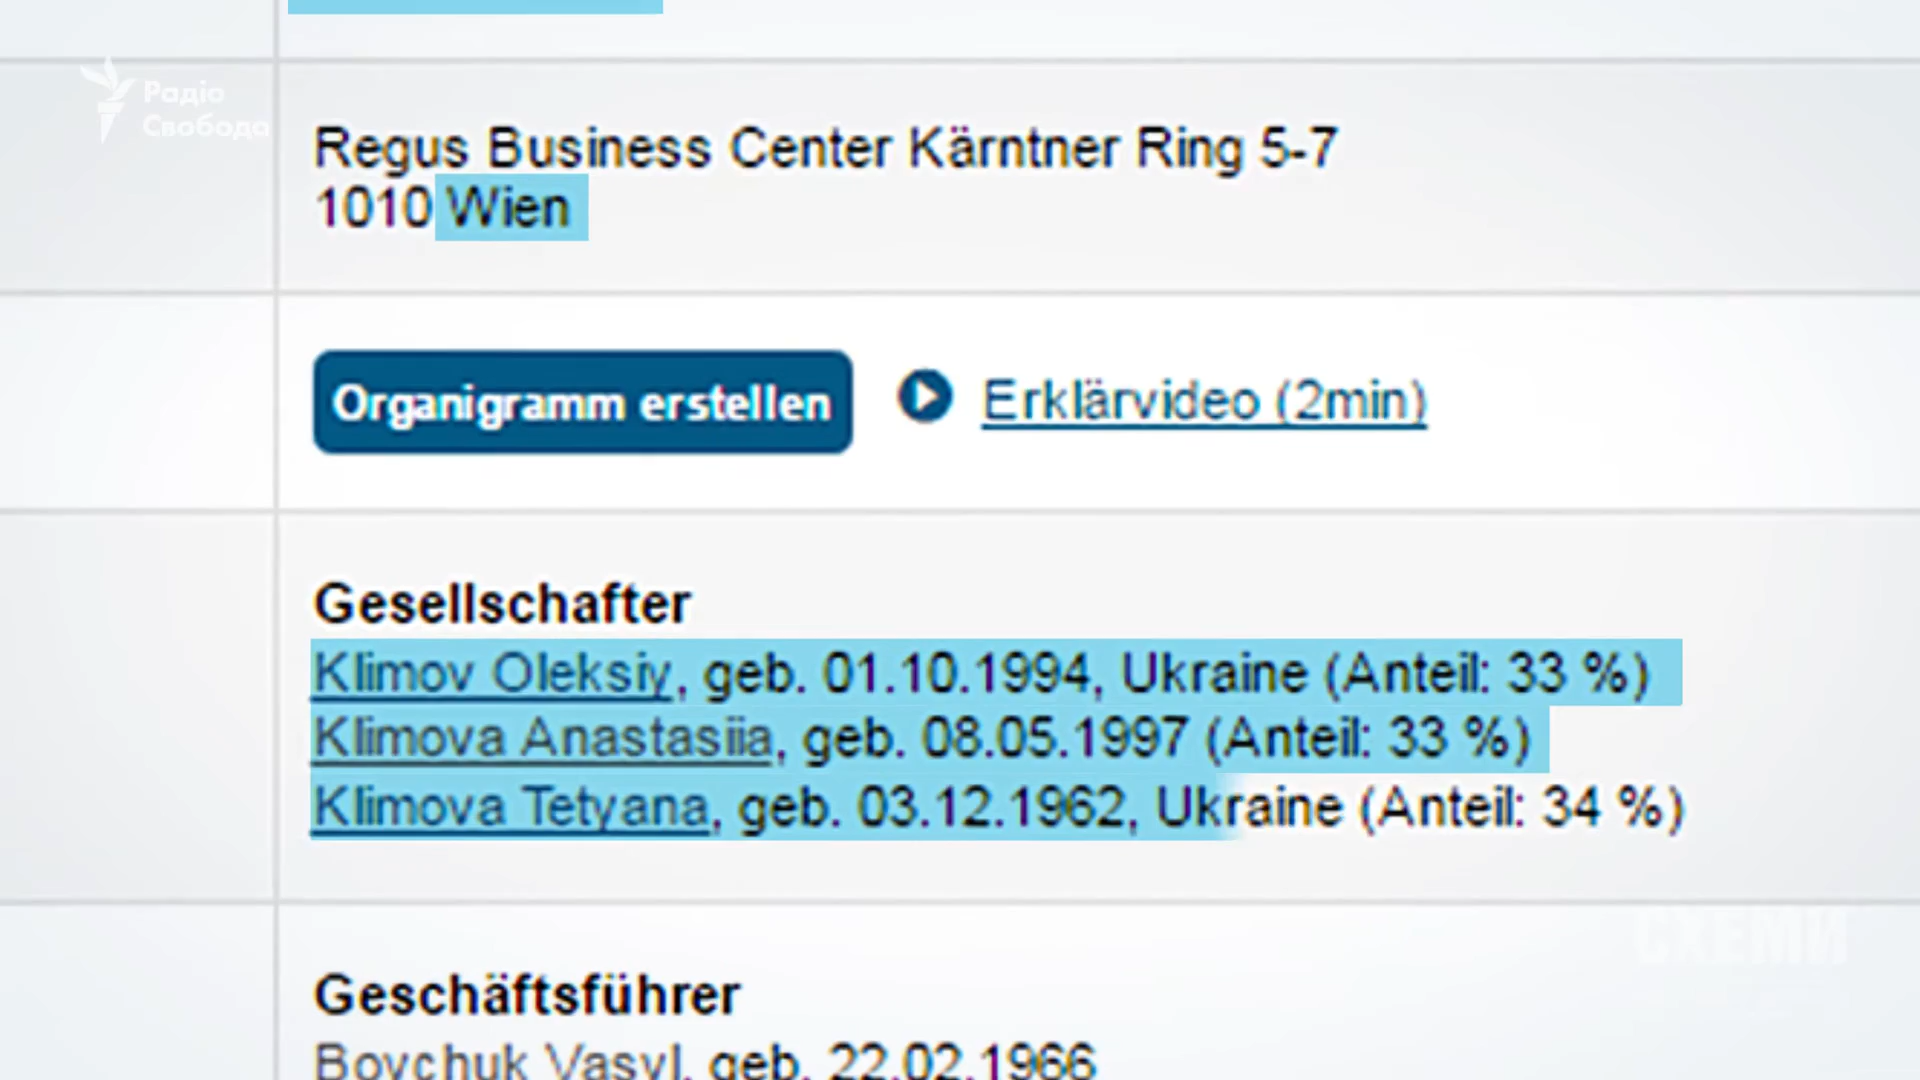 Радіо
Свобода
Regus Business Center Kärntner Ring 5-7
1010 Wien
Organigramm erstellen
Erklärvideo (2min)
Gesellschafter
Klimov Oleksiy, geb. 01.10.1994, Ukraine (Anteil: 33 %)
Klimova Anastasiia, geb. 08.05.1997 (Anteil: 33 %)
Klimova Tetyana, geb. 03.12.1962, Ukraine (Anteil: 34 %)
СХЕМИ
Geschäftsführer
Boychuk Vasyl, geb. 22.02.1966